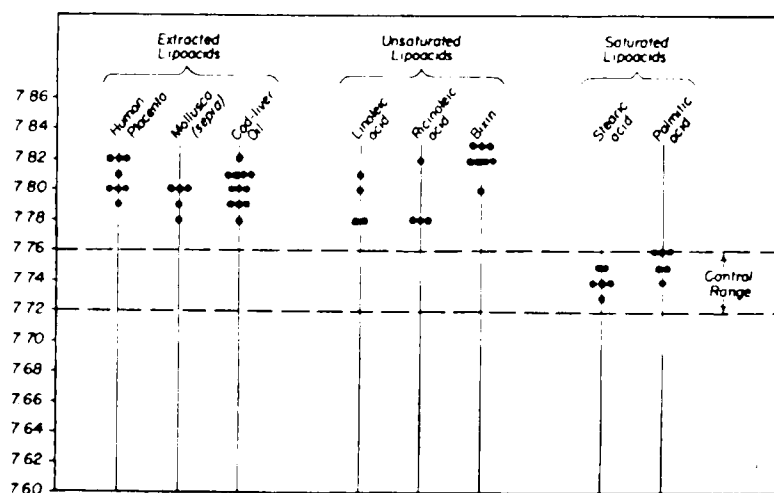 Extracted
Lipoacids
Unsaturated
Lipoacids
Saturated
Lipoacids
Human
Placenta
Mollusca
(sepra)
Cod-liver
Oil
Linoleic
acid
Ricinoleic
acid
Bixin
Stearic
acid
Palmitic
acid
7 86
7 84
7 82
7.80
7 78
7.76
7.74
7 72
7 70
7 68
7.66
7.64
7.62
7.60
Control
Range